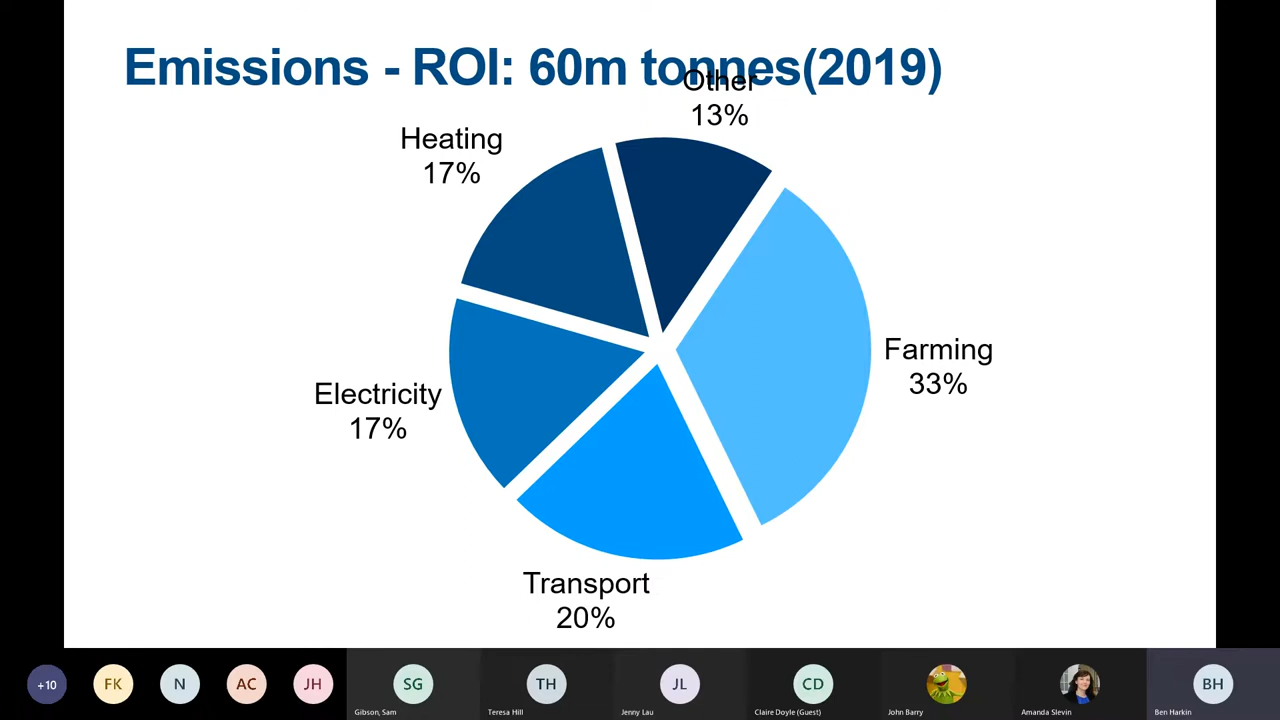 Emissions - ROI: 60m tonnes(2019)
Other
13%
Heating
17%
Farming
33%
Electricity
17%
Transport
20%
+10
FK
N
AC
JH
SG
TH
JL
CD
BH
Gibson, Sam
Teresa Hill
Jenny Lau
Claire Doyle (Guest)
John Barry
Amanda Slevin
Ben Harkin